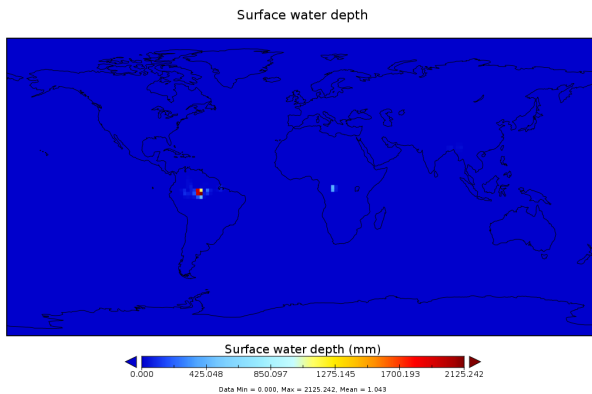 Surface water depth
Surface water depth (mm)
0.000 425.048 850.097 1275.145 1700.193 2125.242
Data Min = 0.000, Max = 2125.242, Mean = 1.043